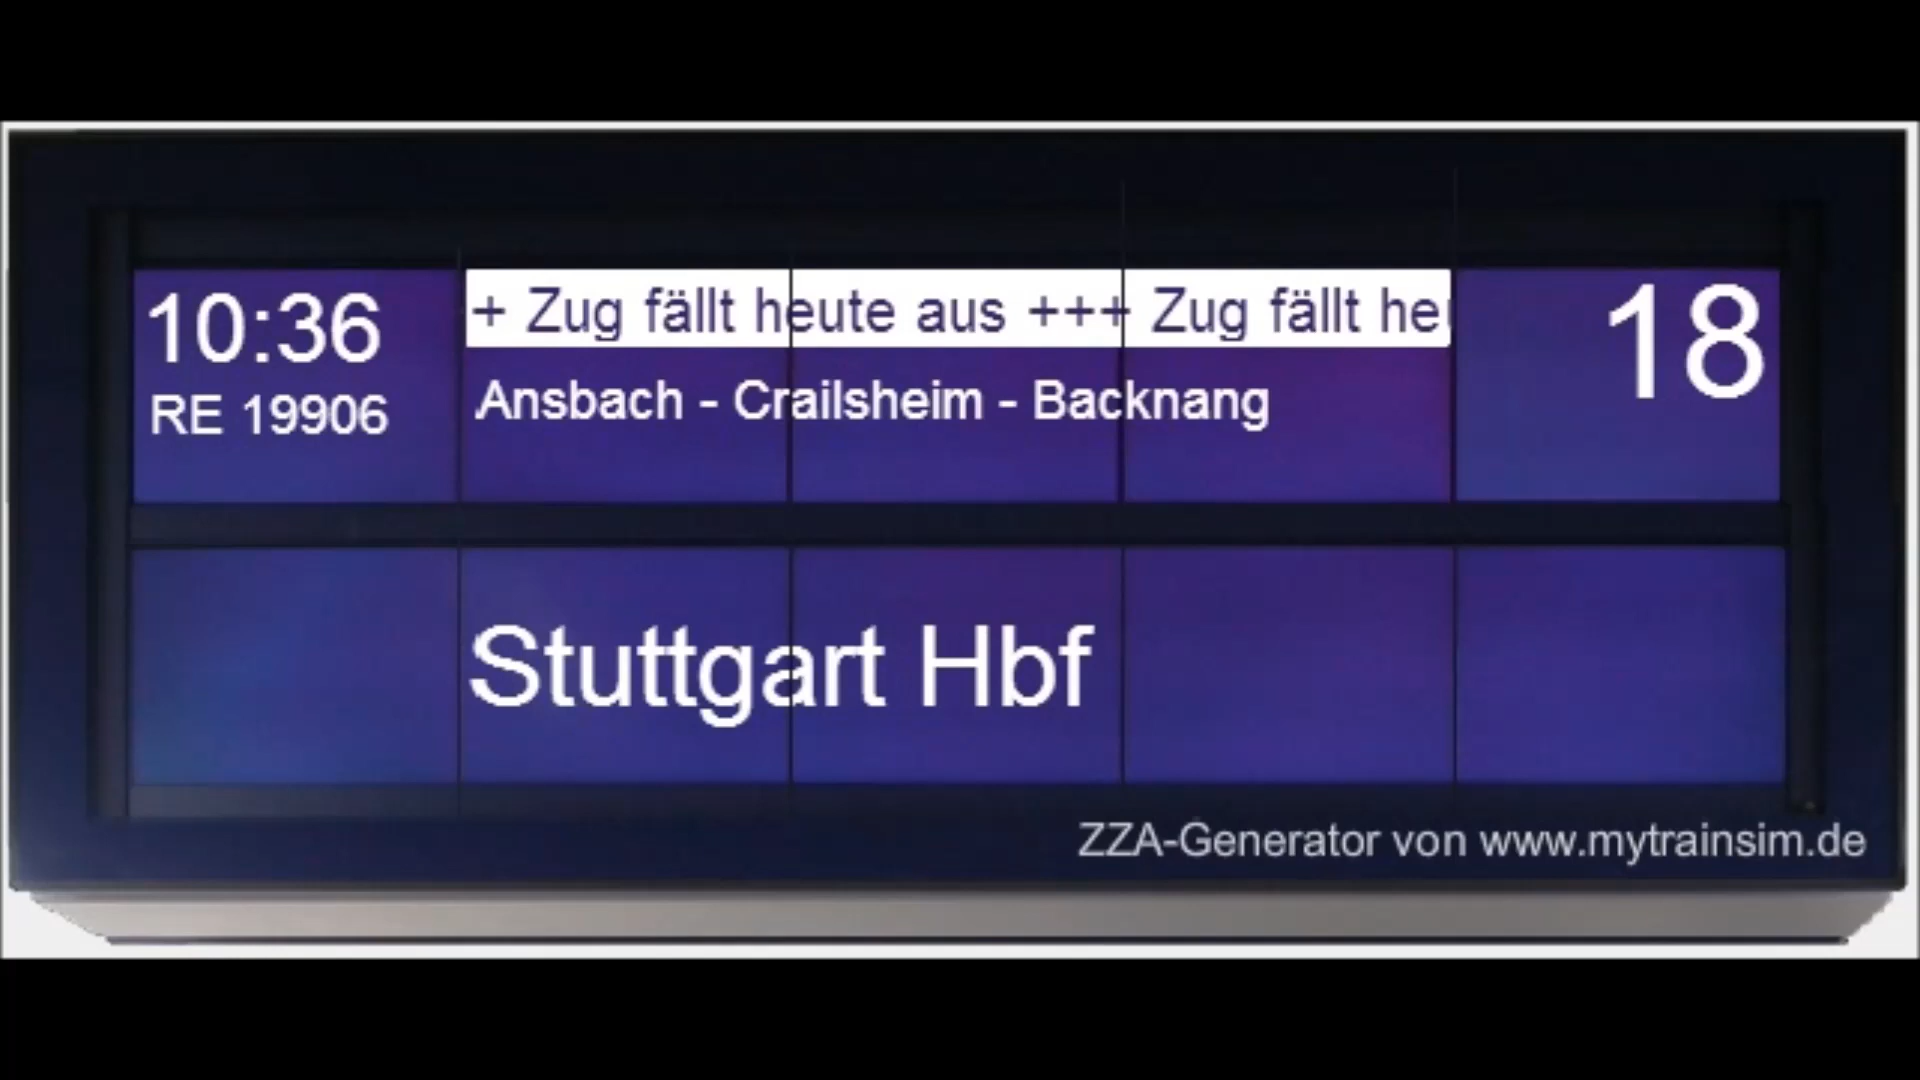 10:36
+ Zug fällt heute aus +++ Zug fällt heu
18
RE 19906
Ansbach - Crailsheim - Backnang
Stuttgart Hbf
ZZA-Generator von www.mytrainsim.de